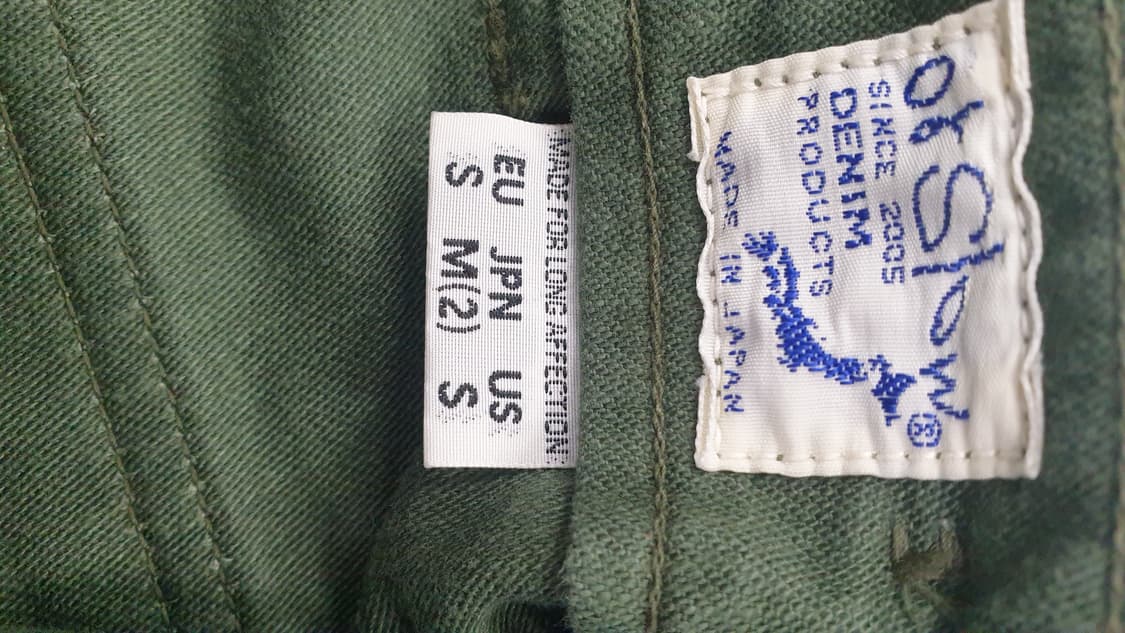 MADE FOR LONG AFFECTION
EU JPN US
S M(2) S
orslow®
SINCE 2005
DENIM
PRODUCTS
MADE IN JAPAN